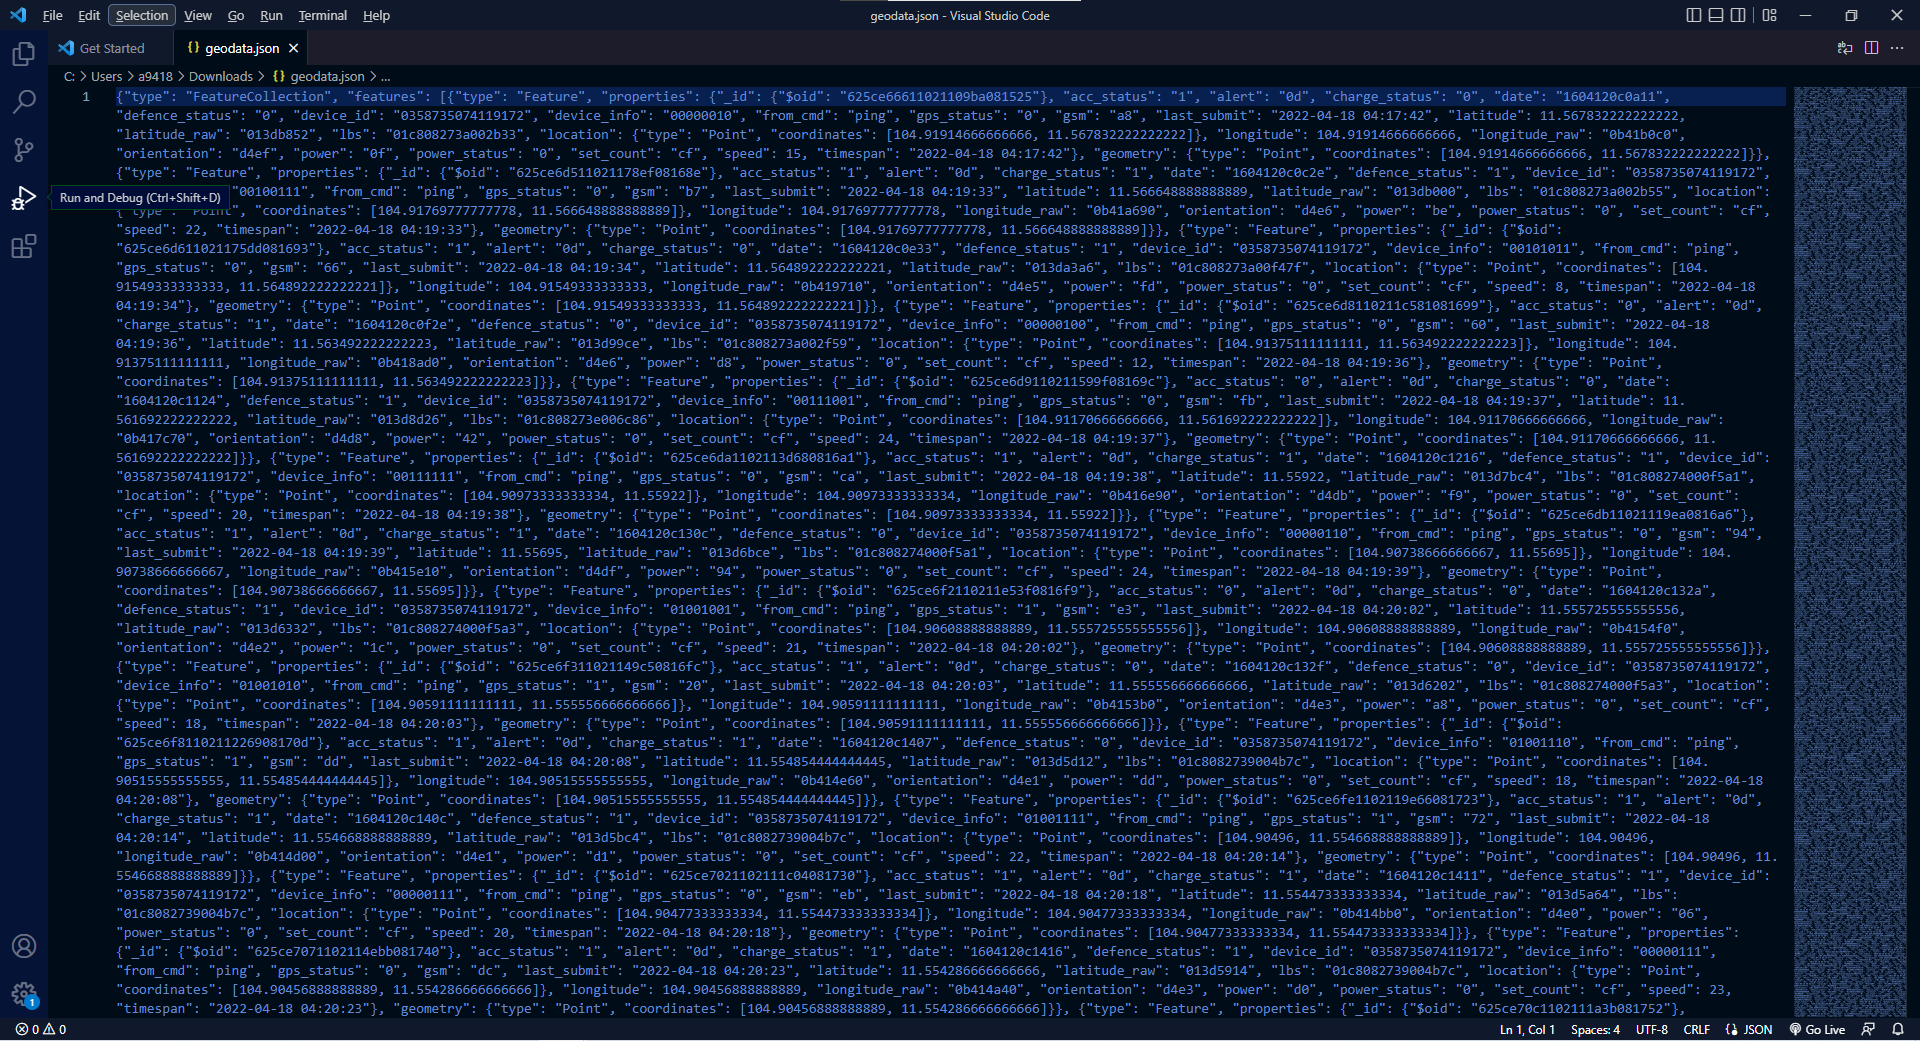 File Edit Selection View Go Run Terminal Help
geodata.json - Visual Studio Code
Get Started
{} geodata.json
C: > Users > a9418 > Downloads > {} geodata.json > ...
1
{"type": "FeatureCollection", "features": [{"type": "Feature", "properties": {"_id": {"$oid": "625ce66611021109ba081525"}, "acc_status": "1", "alert": "0d", "charge_status": "0", "date": "1604120c0a11",
"defence_status": "0", "device_id": "0358735074119172", "device_info": "00000010", "from_cmd": "ping", "gps_status": "0", "gsm": "a8", "last_submit": "2022-04-18 04:17:42", "latitude": 11.567832222222222,
"latitude_raw": "013db852", "lbs": "01c808273a002b33", "location": {"type": "Point", "coordinates": [104.91914666666666, 11.567832222222222]}, "longitude": 104.91914666666666, "longitude_raw": "0b41b0c0",
"orientation": "d4ef", "power": "0f", "power_status": "0", "set_count": "cf", "speed": 15, "timespan": "2022-04-18 04:17:42"}, "geometry": {"type": "Point", "coordinates": [104.91914666666666, 11.567832222222222]}},
{"type": "Feature", "properties": {"_id": {"$oid": "625ce6d511021178ef08168e"}, "acc_status": "1", "alert": "0d", "charge_status": "1", "date": "1604120c0c2e", "defence_status": "1", "device_id": "0358735074119172",
"00100111", "from_cmd": "ping", "gps_status": "0", "gsm": "b7", "last_submit": "2022-04-18 04:19:33", "latitude": 11.566648888888889, "latitude_raw": "013db000", "lbs": "01c808273a002b55", "location":
Run and Debug (Ctrl+Shift+D)
{"type": "Point", "coordinates": [104.91769777777778, 11.566648888888889]}, "longitude": 104.91769777777778, "longitude_raw": "0b41a690", "orientation": "d4e6", "power": "be", "power_status": "0", "set_count": "cf",
"speed": 22, "timespan": "2022-04-18 04:19:33"}, "geometry": {"type": "Point", "coordinates": [104.91769777777778, 11.566648888888889]}}, {"type": "Feature", "properties": {"_id": {"$oid":
"625ce6d611021175dd081693"}, "acc_status": "1", "alert": "0d", "charge_status": "0", "date": "1604120c0e33", "defence_status": "1", "device_id": "0358735074119172", "device_info": "00101011", "from_cmd": "ping",
"gps_status": "0", "gsm": "66", "last_submit": "2022-04-18 04:19:34", "latitude": 11.564892222222221, "latitude_raw": "013da3a6", "lbs": "01c808273a00f47f", "location": {"type": "Point", "coordinates": [104.
91549333333333, 11.564892222222221]}, "longitude": 104.91549333333333, "longitude_raw": "0b419710", "orientation": "d4e5", "power": "fd", "power_status": "0", "set_count": "cf", "speed": 8, "timespan": "2022-04-18
04:19:34"}, "geometry": {"type": "Point", "coordinates": [104.91549333333333, 11.564892222222221]}}, {"type": "Feature", "properties": {"_id": {"$oid": "625ce6d8110211c581081699"}, "acc_status": "0", "alert": "0d",
"charge_status": "1", "date": "1604120c0f2e", "defence_status": "0", "device_id": "0358735074119172", "device_info": "00000100", "from_cmd": "ping", "gps_status": "0", "gsm": "60", "last_submit": "2022-04-18
04:19:36", "latitude": 11.563492222222223, "latitude_raw": "013d99ce", "lbs": "01c808273a002f59", "location": {"type": "Point", "coordinates": [104.91375111111111, 11.563492222222223]}, "longitude": 104.
91375111111111, "longitude_raw": "0b418ad0", "orientation": "d4e6", "power": "d8", "power_status": "0", "set_count": "cf", "speed": 12, "timespan": "2022-04-18 04:19:36"}, "geometry": {"type": "Point",
"coordinates": [104.91375111111111, 11.563492222222223]}}, {"type": "Feature", "properties": {"_id": {"$oid": "625ce6d9110211599f08169c"}, "acc_status": "0", "alert": "0d", "charge_status": "0", "date":
"1604120c1124", "defence_status": "1", "device_id": "0358735074119172", "device_info": "00111001", "from_cmd": "ping", "gps_status": "0", "gsm": "fb", "last_submit": "2022-04-18 04:19:37", "latitude": 11.
561692222222222, "latitude_raw": "013d8d26", "lbs": "01c808273e006c86", "location": {"type": "Point", "coordinates": [104.91170666666666, 11.561692222222222]}, "longitude": 104.91170666666666, "longitude_raw":
"0b417c70", "orientation": "d4d8", "power": "42", "power_status": "0", "set_count": "cf", "speed": 24, "timespan": "2022-04-18 04:19:37"}, "geometry": {"type": "Point", "coordinates": [104.91170666666666, 11.
561692222222222]}}, {"type": "Feature", "properties": {"_id": {"$oid": "625ce6da1102113d680816a1"}, "acc_status": "1", "alert": "0d", "charge_status": "1", "date": "1604120c1216", "defence_status": "1", "device_id":
"0358735074119172", "device_info": "00111111", "from_cmd": "ping", "gps_status": "0", "gsm": "ca", "last_submit": "2022-04-18 04:19:38", "latitude": 11.55922, "latitude_raw": "013d7bc4", "lbs": "01c808274000f5a1",
"location": {"type": "Point", "coordinates": [104.90973333333334, 11.55922]}, "longitude": 104.90973333333334, "longitude_raw": "0b416e90", "orientation": "d4db", "power": "f9", "power_status": "0", "set_count":
"cf", "speed": 20, "timespan": "2022-04-18 04:19:38"}, "geometry": {"type": "Point", "coordinates": [104.90973333333334, 11.55922]}}, {"type": "Feature", "properties": {"_id": {"$oid": "625ce6db11021119ea0816a6"},
"acc_status": "1", "alert": "0d", "charge_status": "1", "date": "1604120c130c", "defence_status": "0", "device_id": "0358735074119172", "device_info": "00000110", "from_cmd": "ping", "gps_status": "0", "gsm": "94",
"last_submit": "2022-04-18 04:19:39", "latitude": 11.55695, "latitude_raw": "013d6bce", "lbs": "01c808274000f5a1", "location": {"type": "Point", "coordinates": [104.90738666666667, 11.55695]}, "longitude": 104.
90738666666667, "longitude_raw": "0b415e10", "orientation": "d4df", "power": "94", "power_status": "0", "set_count": "cf", "speed": 24, "timespan": "2022-04-18 04:19:39"}, "geometry": {"type": "Point",
"coordinates": [104.90738666666667, 11.55695]}}, {"type": "Feature", "properties": {"_id": {"$oid": "625ce6f2110211e53f0816f9"}, "acc_status": "0", "alert": "0d", "charge_status": "0", "date": "1604120c132a",
"defence_status": "1", "device_id": "0358735074119172", "device_info": "01001001", "from_cmd": "ping", "gps_status": "1", "gsm": "e3", "last_submit": "2022-04-18 04:20:02", "latitude": 11.555725555555556,
"latitude_raw": "013d6332", "lbs": "01c808274000f5a3", "location": {"type": "Point", "coordinates": [104.90608888888889, 11.555725555555556]}, "longitude": 104.90608888888889, "longitude_raw": "0b4154f0",
"orientation": "d4e2", "power": "1c", "power_status": "0", "set_count": "cf", "speed": 21, "timespan": "2022-04-18 04:20:02"}, "geometry": {"type": "Point", "coordinates": [104.90608888888889, 11.555725555555556]}},
{"type": "Feature", "properties": {"_id": {"$oid": "625ce6f311021149c50816fc"}, "acc_status": "1", "alert": "0d", "charge_status": "0", "date": "1604120c132f", "defence_status": "0", "device_id": "0358735074119172",
"device_info": "01001010", "from_cmd": "ping", "gps_status": "1", "gsm": "20", "last_submit": "2022-04-18 04:20:03", "latitude": 11.555556666666666, "latitude_raw": "013d6202", "lbs": "01c808274000f5a3", "location":
{"type": "Point", "coordinates": [104.90591111111111, 11.555556666666666]}, "longitude": 104.90591111111111, "longitude_raw": "0b4153b0", "orientation": "d4e3", "power": "a8", "power_status": "0", "set_count": "cf",
"speed": 18, "timespan": "2022-04-18 04:20:03"}, "geometry": {"type": "Point", "coordinates": [104.90591111111111, 11.555556666666666]}}, {"type": "Feature", "properties": {"_id": {"$oid":
"625ce6f8110211226908170d"}, "acc_status": "1", "alert": "0d", "charge_status": "1", "date": "1604120c1407", "defence_status": "0", "device_id": "0358735074119172", "device_info": "01001110", "from_cmd": "ping",
"gps_status": "1", "gsm": "dd", "last_submit": "2022-04-18 04:20:08", "latitude": 11.554854444444445, "latitude_raw": "013d5d12", "lbs": "01c8082739004b7c", "location": {"type": "Point", "coordinates": [104.
90515555555555, 11.554854444444445]}, "longitude": 104.90515555555555, "longitude_raw": "0b414e60", "orientation": "d4e1", "power": "dd", "power_status": "0", "set_count": "cf", "speed": 18, "timespan": "2022-04-18
04:20:08"}, "geometry": {"type": "Point", "coordinates": [104.90515555555555, 11.554854444444445]}}, {"type": "Feature", "properties": {"_id": {"$oid": "625ce6fe1102119e66081723"}, "acc_status": "1", "alert": "0d",
"charge_status": "1", "date": "1604120c140c", "defence_status": "1", "device_id": "0358735074119172", "device_info": "01001111", "from_cmd": "ping", "gps_status": "1", "gsm": "72", "last_submit": "2022-04-18
04:20:14", "latitude": 11.554668888888889, "latitude_raw": "013d5bc4", "lbs": "01c8082739004b7c", "location": {"type": "Point", "coordinates": [104.90496, 11.554668888888889]}, "longitude": 104.90496,
"longitude_raw": "0b414d00", "orientation": "d4e1", "power": "d1", "power_status": "0", "set_count": "cf", "speed": 22, "timespan": "2022-04-18 04:20:14"}, "geometry": {"type": "Point", "coordinates": [104.90496, 11.
554668888888889]}}, {"type": "Feature", "properties": {"_id": {"$oid": "625ce7021102111c04081730"}, "acc_status": "1", "alert": "0d", "charge_status": "1", "date": "1604120c1411", "defence_status": "1", "device_id":
"0358735074119172", "device_info": "00000111", "from_cmd": "ping", "gps_status": "0", "gsm": "eb", "last_submit": "2022-04-18 04:20:18", "latitude": 11.554473333333334, "latitude_raw": "013d5a64", "lbs":
"01c8082739004b7c", "location": {"type": "Point", "coordinates": [104.90477333333334, 11.554473333333334]}, "longitude": 104.90477333333334, "longitude_raw": "0b414bb0", "orientation": "d4e0", "power": "06",
"power_status": "0", "set_count": "cf", "speed": 20, "timespan": "2022-04-18 04:20:18"}, "geometry": {"type": "Point", "coordinates": [104.90477333333334, 11.554473333333334]}}, {"type": "Feature", "properties":
{"_id": {"$oid": "625ce7071102114ebb081740"}, "acc_status": "1", "alert": "0d", "charge_status": "1", "date": "1604120c1416", "defence_status": "1", "device_id": "0358735074119172", "device_info": "00000111",
"from_cmd": "ping", "gps_status": "0", "gsm": "dc", "last_submit": "2022-04-18 04:20:23", "latitude": 11.554286666666666, "latitude_raw": "013d5914", "lbs": "01c8082739004b7c", "location": {"type": "Point",
"coordinates": [104.90456888888889, 11.554286666666666]}, "longitude": 104.90456888888889, "longitude_raw": "0b414a40", "orientation": "d4e3", "power": "d0", "power_status": "0", "set_count": "cf", "speed": 23,
"timespan": "2022-04-18 04:20:23"}, "geometry": {"type": "Point", "coordinates": [104.90456888888889, 11.554286666666666]}}, {"type": "Feature", "properties": {"_id": {"$oid": "625ce70c1102111a3b081752"},
1
0 0
Ln 1, Col 1 Spaces: 4 UTF-8 CRLF {} JSON Go Live